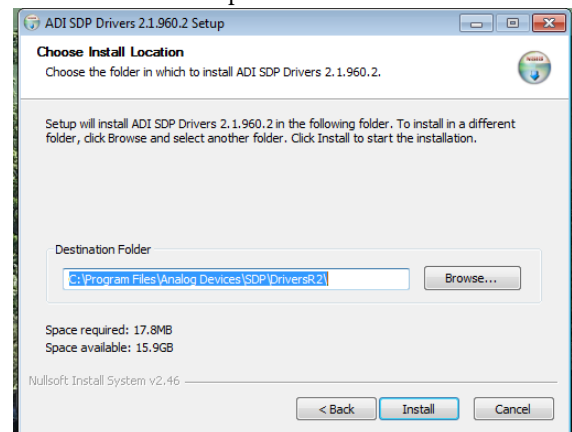 ADI SDP Drivers 2.1.960.2 Setup
Choose Install Location
Choose the folder in which to install ADI SDP Drivers 2.1.960.2.
Setup will install ADI SDP Drivers 2.1.960.2 in the following folder. To install in a different
folder, click Browse and select another folder. Click Install to start the installation.
Destination Folder
C:\Program Files\Analog Devices\SDP\DriversR2\
Browse...
Space required: 17.8MB
Space available: 15.9GB
Nullsoft Install System v2.46
< Back
Install
Cancel